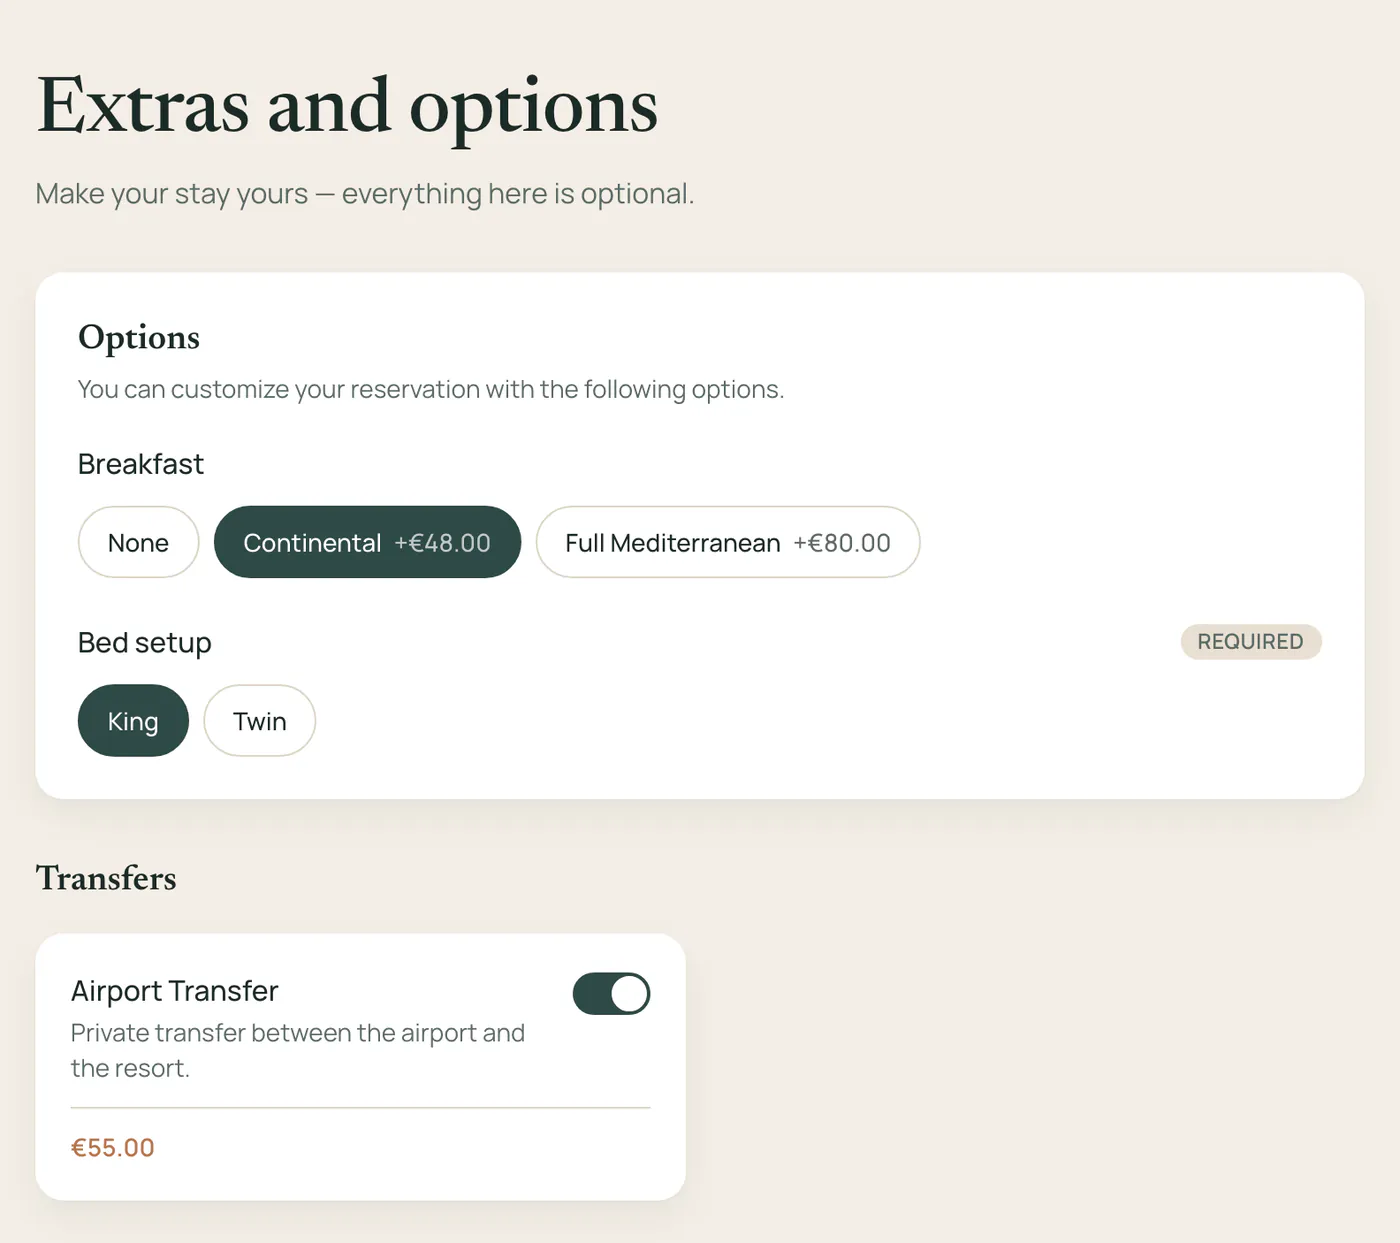 Extras and options
Make your stay yours — everything here is optional.
Options
You can customize your reservation with the following options.
Breakfast
None
Continental +€48.00
Full Mediterranean +€80.00
Bed setup
REQUIRED
King
Twin
Transfers
Airport Transfer
Private transfer between the airport and
the resort.
€55.00